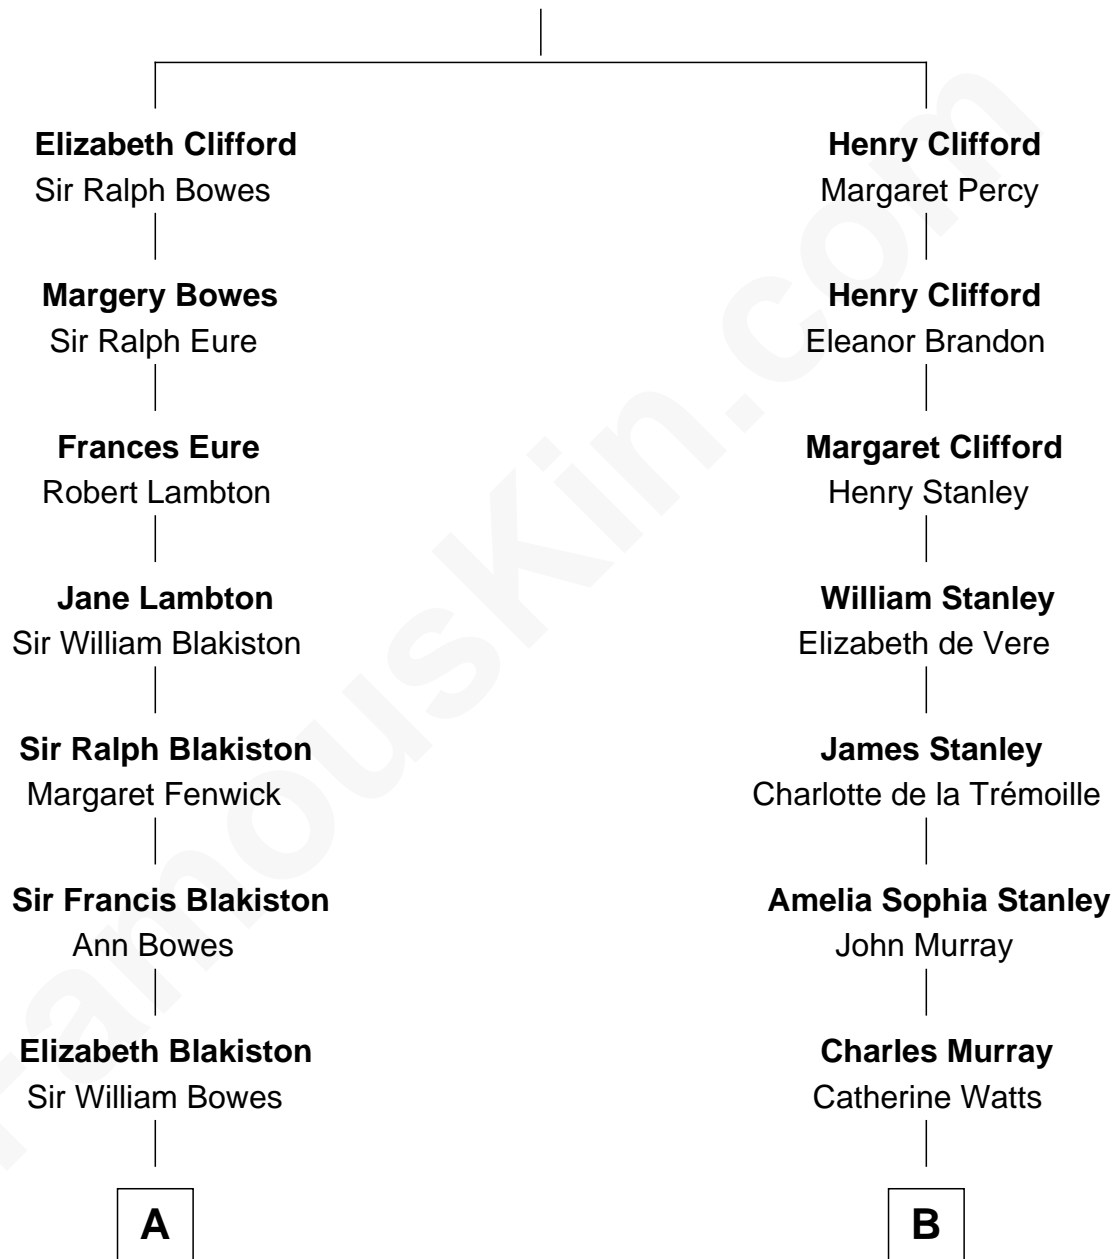 Elizabeth Clifford
Sir Ralph Bowes
Margery Bowes
Sir Ralph Eure
Frances Eure
Robert Lambton
Jane Lambton
Sir William Blakiston
Sir Ralph Blakiston
Margaret Fenwick
Sir Francis Blakiston
Ann Bowes
Elizabeth Blakiston
Sir William Bowes
A
Henry Clifford
Margaret Percy
Henry Clifford
Eleanor Brandon
Margaret Clifford
Henry Stanley
William Stanley
Elizabeth de Vere
James Stanley
Charlotte de la Trémoille
Amelia Sophia Stanley
John Murray
Charles Murray
Catherine Watts
B
FamousKin.com